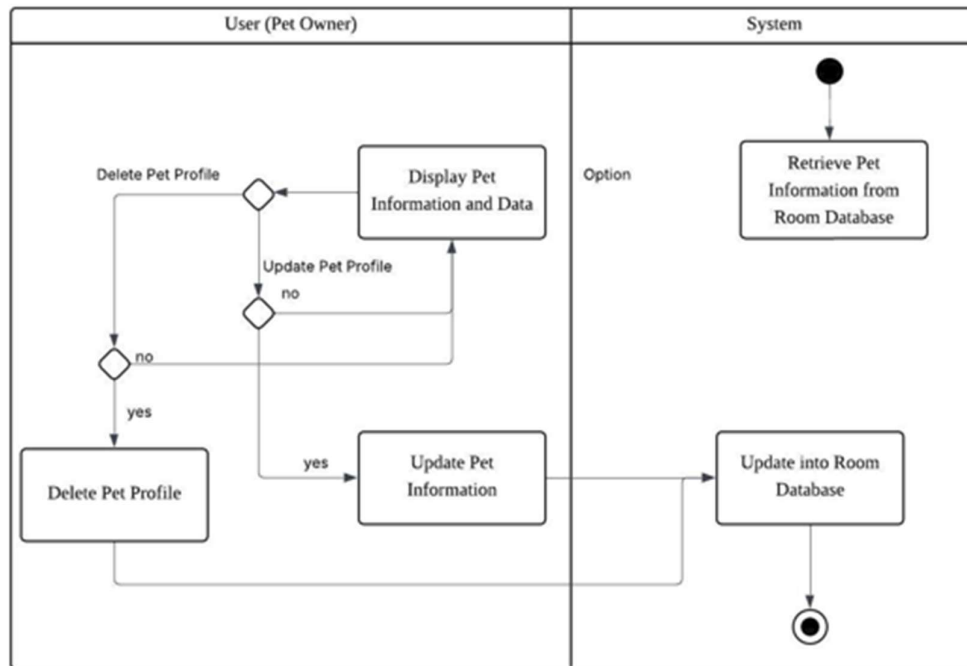 User (Pet Owner)
System
Retrieve Pet
Information from
Room Database
Option
Display Pet
Information and Data
Delete Pet Profile
Update Pet Profile
no
no
yes
yes
Delete Pet Profile
Update Pet
Information
Update into Room
Database